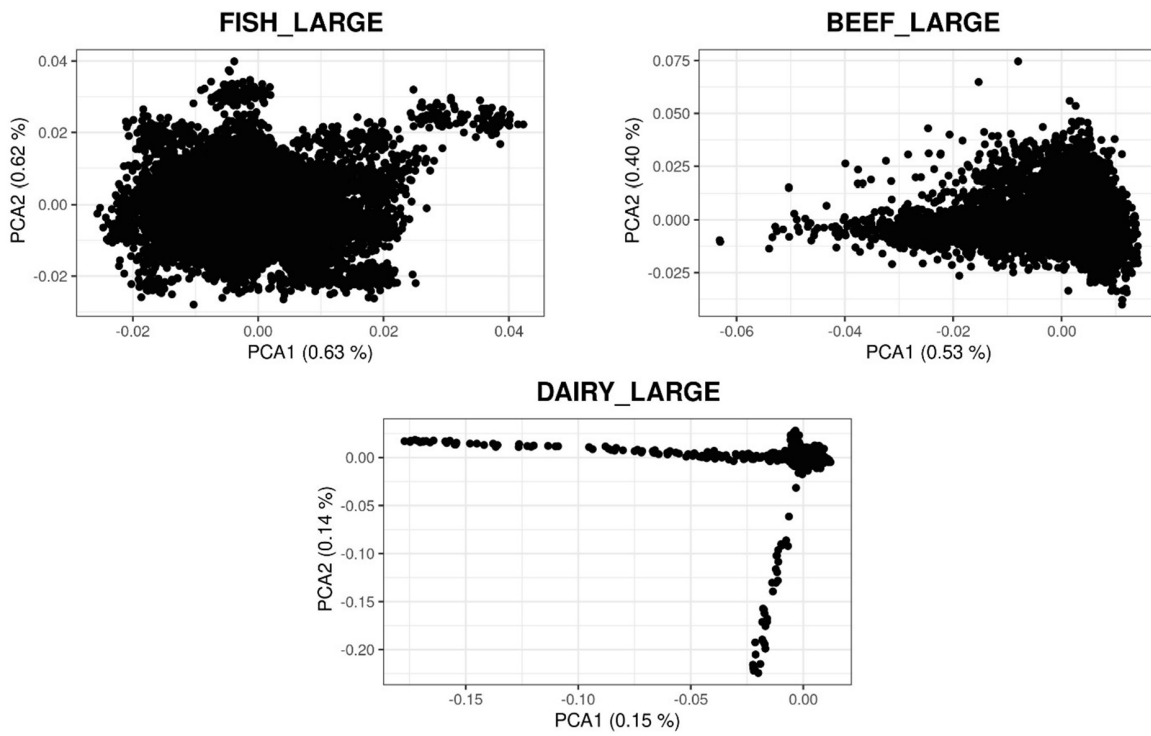 FISH_LARGE
0.04
0.02
0.00
-0.02
PCA2 (0.62 %)
-0.02 0.00 0.02 0.04
PCA1 (0.63 %)
BEEF_LARGE
0.075
0.050
0.025
0.000
-0.025
PCA2 (0.40 %)
-0.06 -0.04 -0.02 0.00
PCA1 (0.53 %)
DAIRY_LARGE
0.00
-0.05
-0.10
-0.15
-0.20
PCA2 (0.14 %)
-0.15 -0.10 -0.05 0.00
PCA1 (0.15 %)